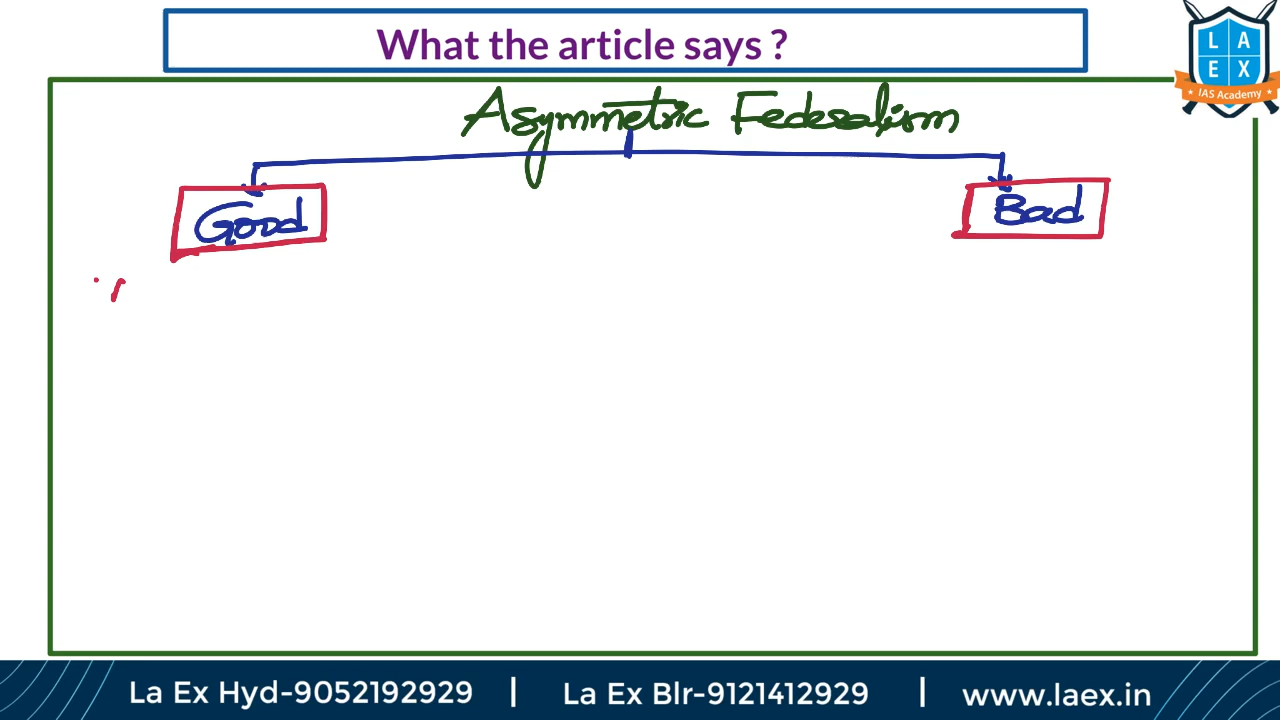 What the article says ?
L A
E X
IAS Academy
Asymmetric Federalism
Good
Bad
La Ex Hyd-9052192929 | La Ex Blr-9121412929 | www.laex.in